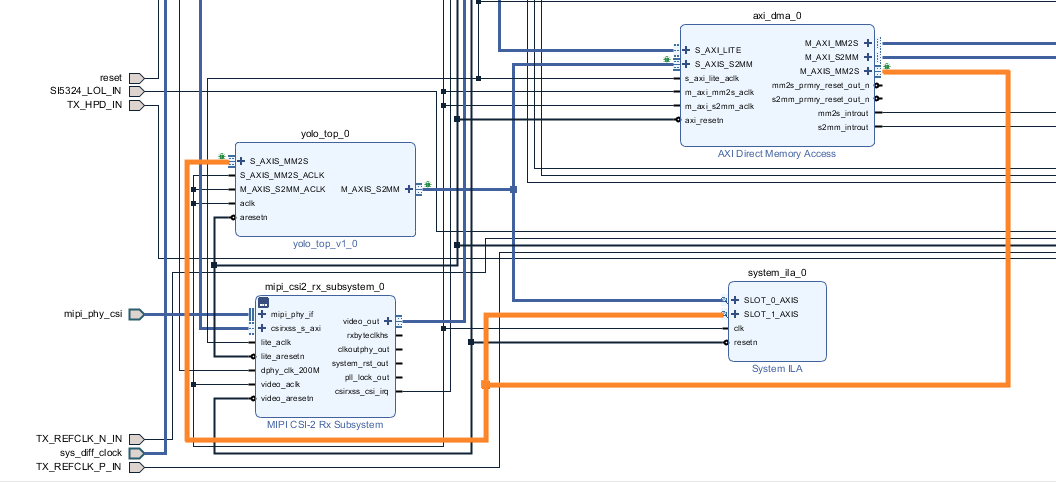 axi_dma_0
S_AXI_LITE
S_AXIS_S2MM
s_axi_lite_aclk
m_axi_mm2s_aclk
m_axi_s2mm_aclk
axi_resetn
M_AXI_MM2S
M_AXI_S2MM
M_AXIS_MM2S
mm2s_prmry_reset_out_n
s2mm_prmry_reset_out_n
mm2s_introut
s2mm_introut
AXI Direct Memory Access
reset
SI5324_LOL_IN
TX_HPD_IN
yolo_top_0
S_AXIS_MM2S
S_AXIS_MM2S_ACLK
M_AXIS_S2MM_ACLK
aclk
aresetn
M_AXIS_S2MM
yolo_top_v1_0
mipi_csi2_rx_subsystem_0
mipi_phy_csi
mipi_phy_if
csirxss_s_axi
lite_aclk
lite_aresetn
dphy_clk_200M
video_aclk
video_aresetn
video_out
rxbyteclkhs
clkoutphy_out
system_rst_out
pll_lock_out
csirxss_csi_irq
MIPI CSI-2 Rx Subsystem
system_ila_0
SLOT_0_AXIS
SLOT_1_AXIS
clk
resetn
System ILA
TX_REFCLK_N_IN
sys_diff_clock
TX_REFCLK_P_IN